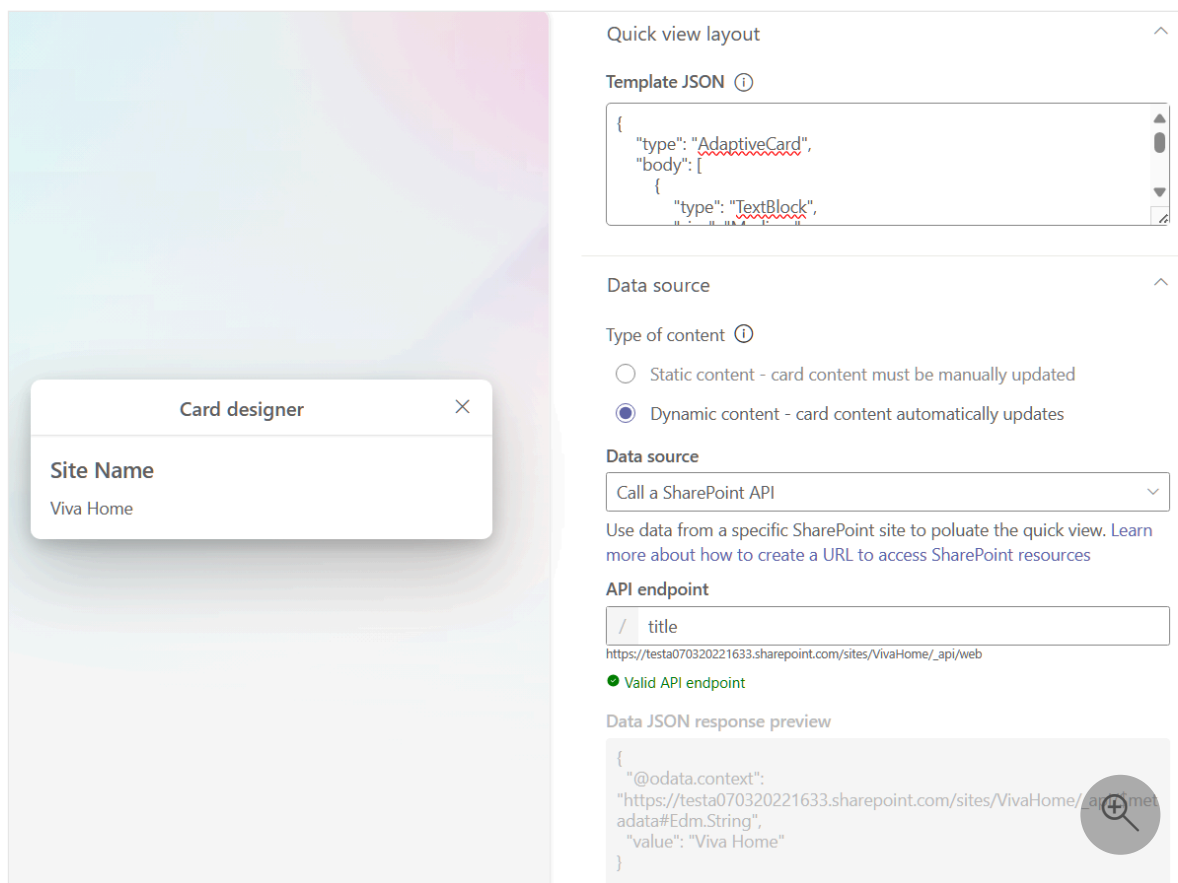 Quick view layout
Template JSON
{
"type": "AdaptiveCard",
"body": [
{
"type": "TextBlock",
Data source
Type of content
Static content - card content must be manually updated
Dynamic content - card content automatically updates
Card designer
Site Name
Viva Home
Data source
Call a SharePoint API
Use data from a specific SharePoint site to poluate the quick view. Learn
more about how to create a URL to access SharePoint resources
API endpoint
/ title
https://testa070320221633.sharepoint.com/sites/VivaHome/_api/web
Valid API endpoint
Data JSON response preview
{
"@odata.context":
"https://testa070320221633.sharepoint.com/sites/VivaHome/_api/$met
adata#Edm.String",
"value": "Viva Home"
}